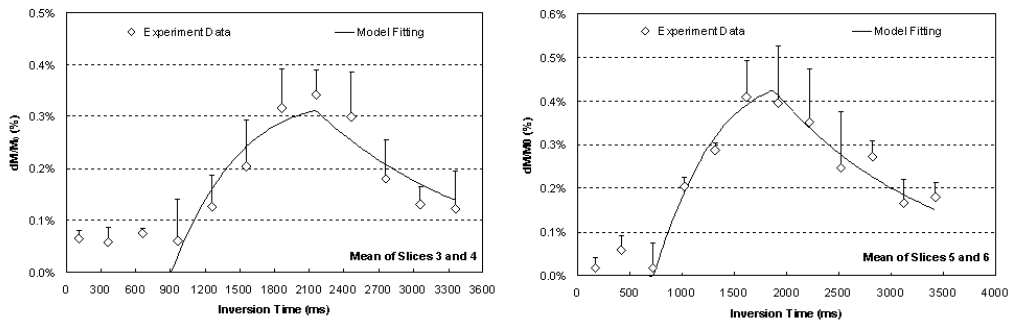 0.5%
Experiment Data
Model Fitting
0.4%
0.3%
0.2%
0.1%
0.0%
dM/M₀ (%)
Mean of Slices 3 and 4
0 300 600 900 1200 1500 1800 2100 2400 2700 3000 3300 3600
Inversion Time (ms)
0.6%
Experiment Data
Model Fitting
0.5%
0.4%
0.3%
0.2%
0.1%
0.0%
dM/M0 (%)
Mean of Slices 5 and 6
0 500 1000 1500 2000 2500 3000 3500 4000
Inversion Time (ms)